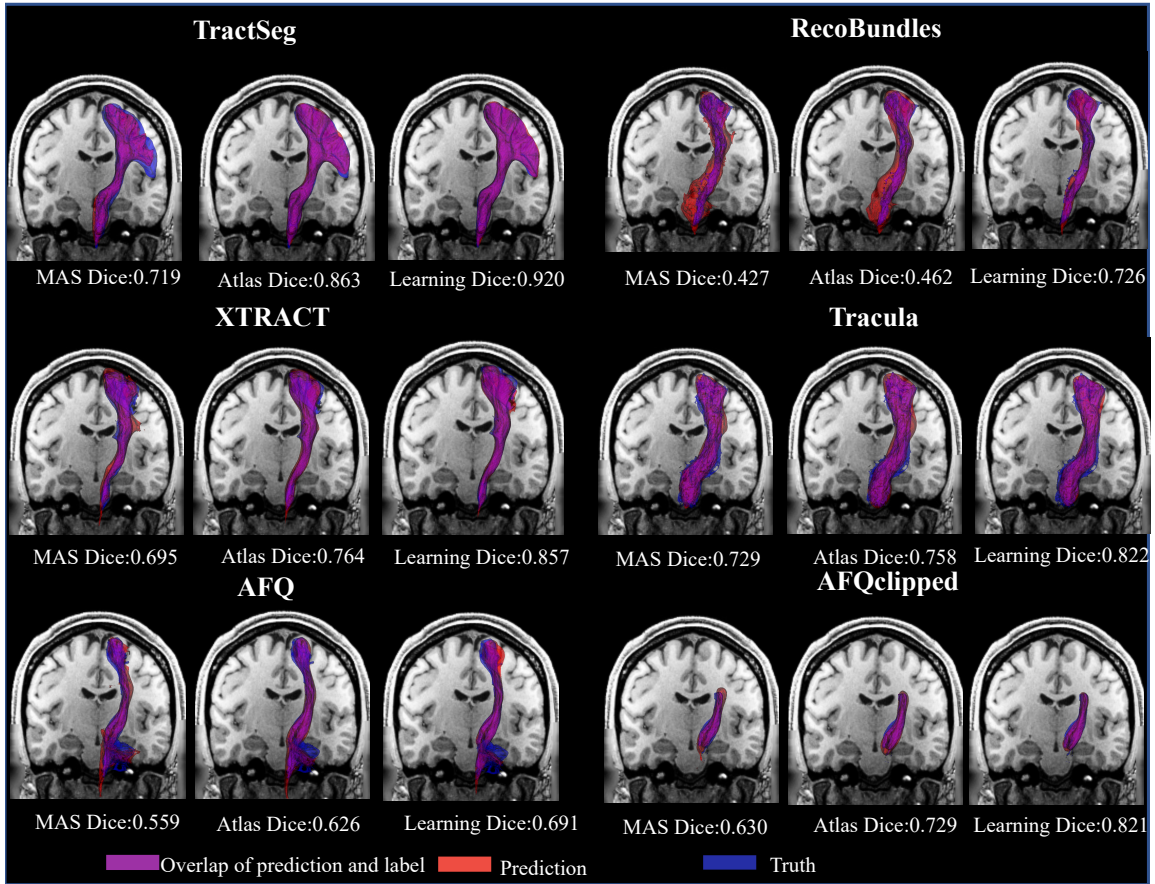 TractSeg
RecoBundles
MAS Dice:0.719
Atlas Dice:0.863
Learning Dice:0.920
MAS Dice:0.427
Atlas Dice:0.462
Learning Dice:0.726
XTRACT
Tracula
MAS Dice:0.695
Atlas Dice:0.764
Learning Dice:0.857
MAS Dice:0.729
Atlas Dice:0.758
Learning Dice:0.822
AFQ
AFQclipped
MAS Dice:0.559
Atlas Dice:0.626
Learning Dice:0.691
MAS Dice:0.630
Atlas Dice:0.729
Learning Dice:0.821
Overlap of prediction and label
Prediction
Truth